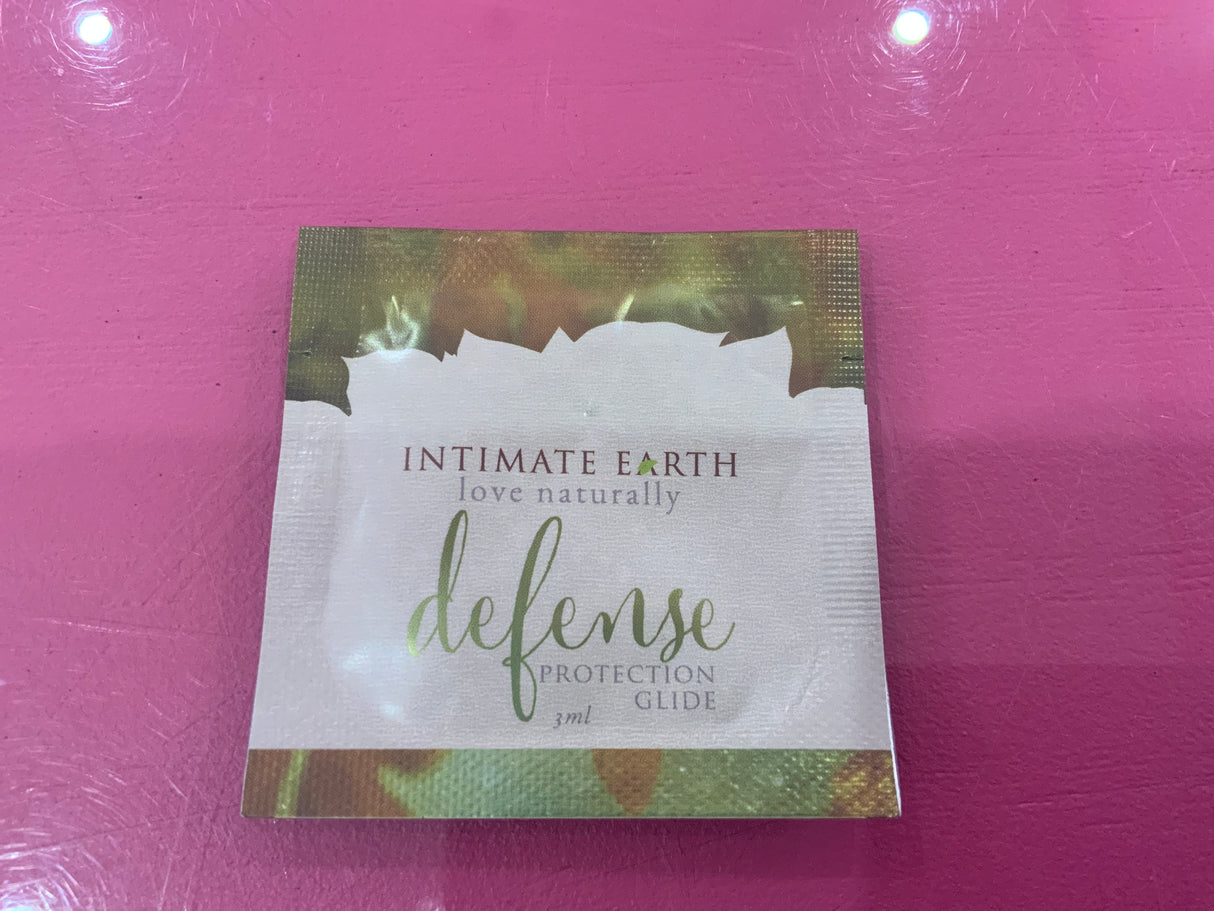 INTIMATE EARTH
love naturally
defense
PROTECTION
GLIDE
3ml